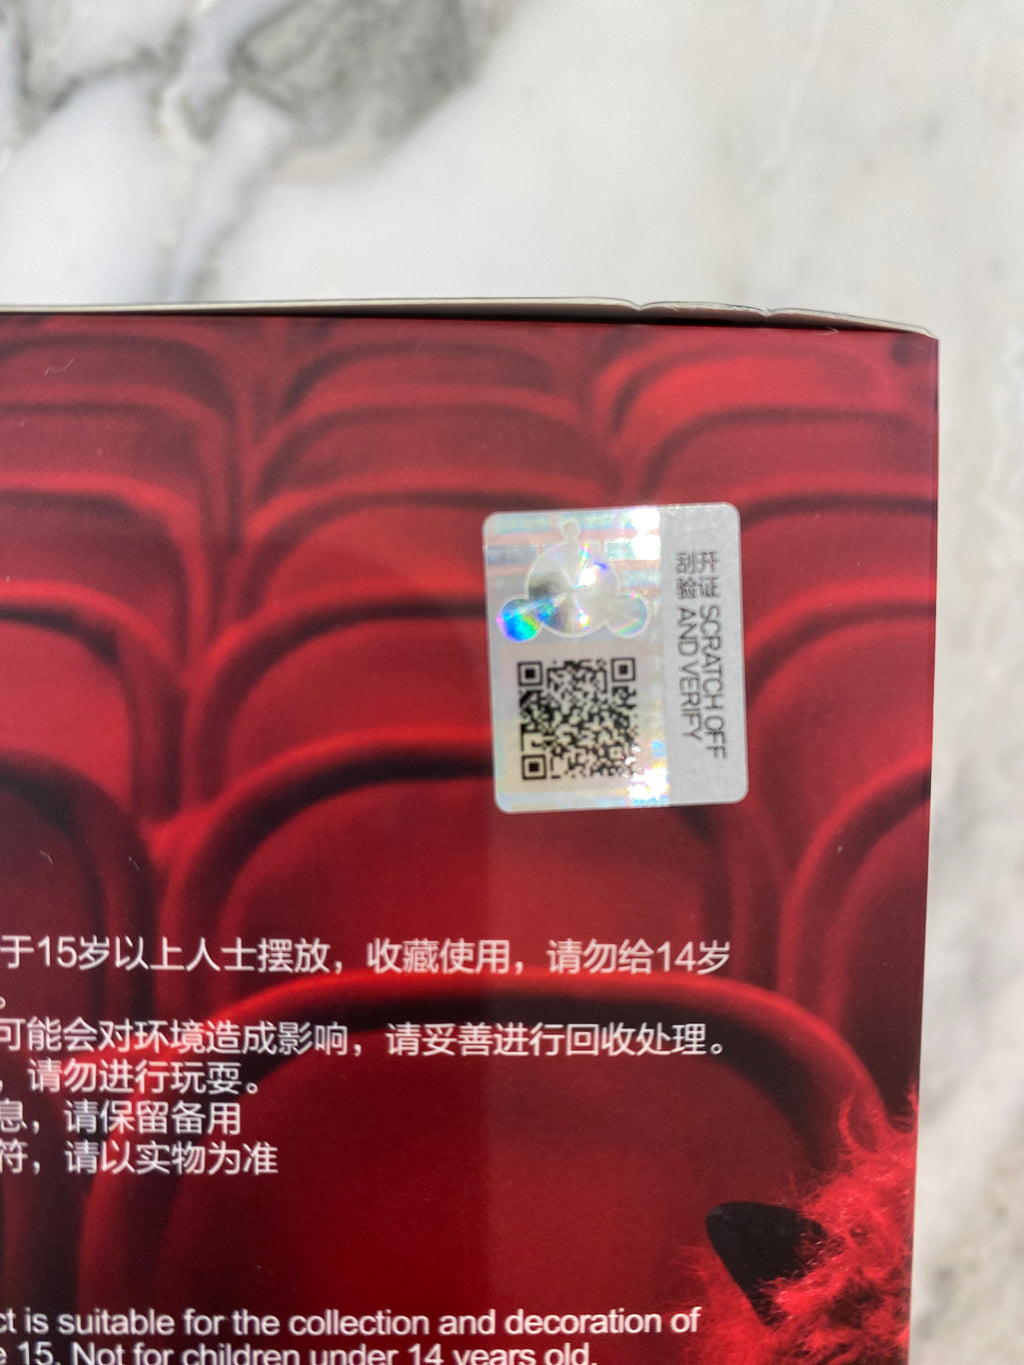 刮开
验证
SCRATCH OFF
AND VERIFY
于15岁以上人士摆放，收藏使用，请勿给14岁
。
可能会对环境造成影响，请妥善进行回收处理。
，请勿进行玩耍。
息，请保留备用
符，请以实物为准
ct is suitable for the collection and decoration of
e 15. Not for children under 14 years old.